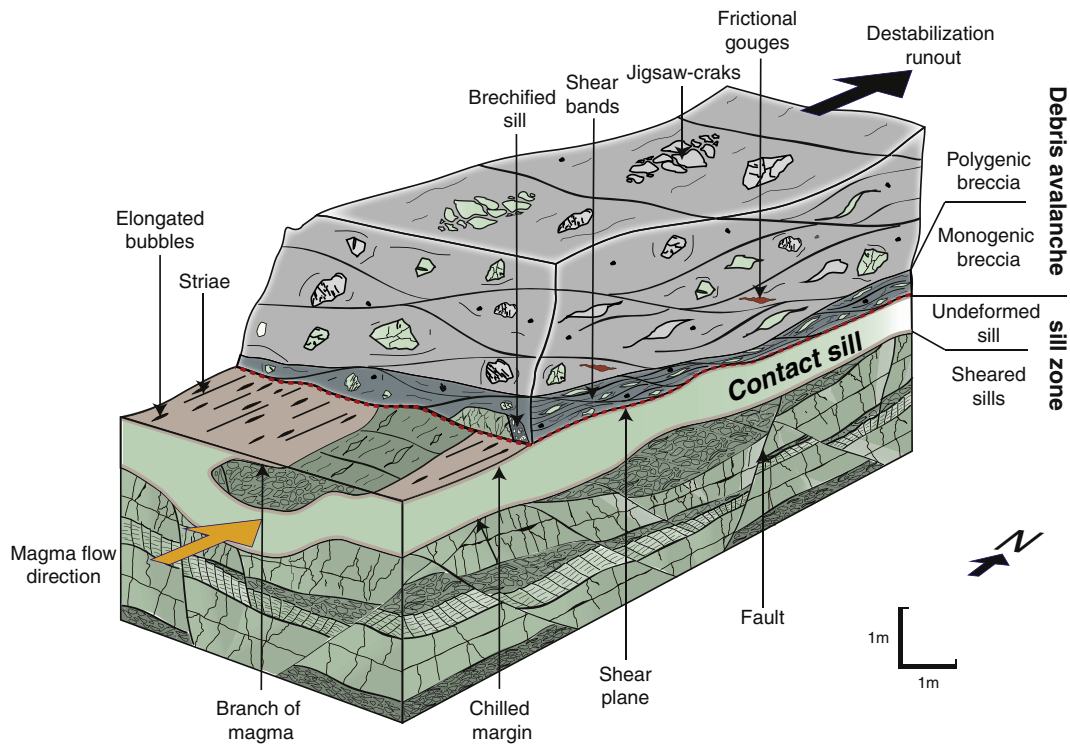 Frictional
gouges
Destabilization
runout
Jigsaw-craks
Shear
bands
Brechified
sill
Debris avalanche
Polygenic
breccia
Elongated
bubbles
Monogenic
breccia
Striae
Undeformed
sill
sill zone
Contact sill
Sheared
sills
Magma flow
direction
N
Fault
1m
1m
Shear
plane
Branch of
magma
Chilled
margin